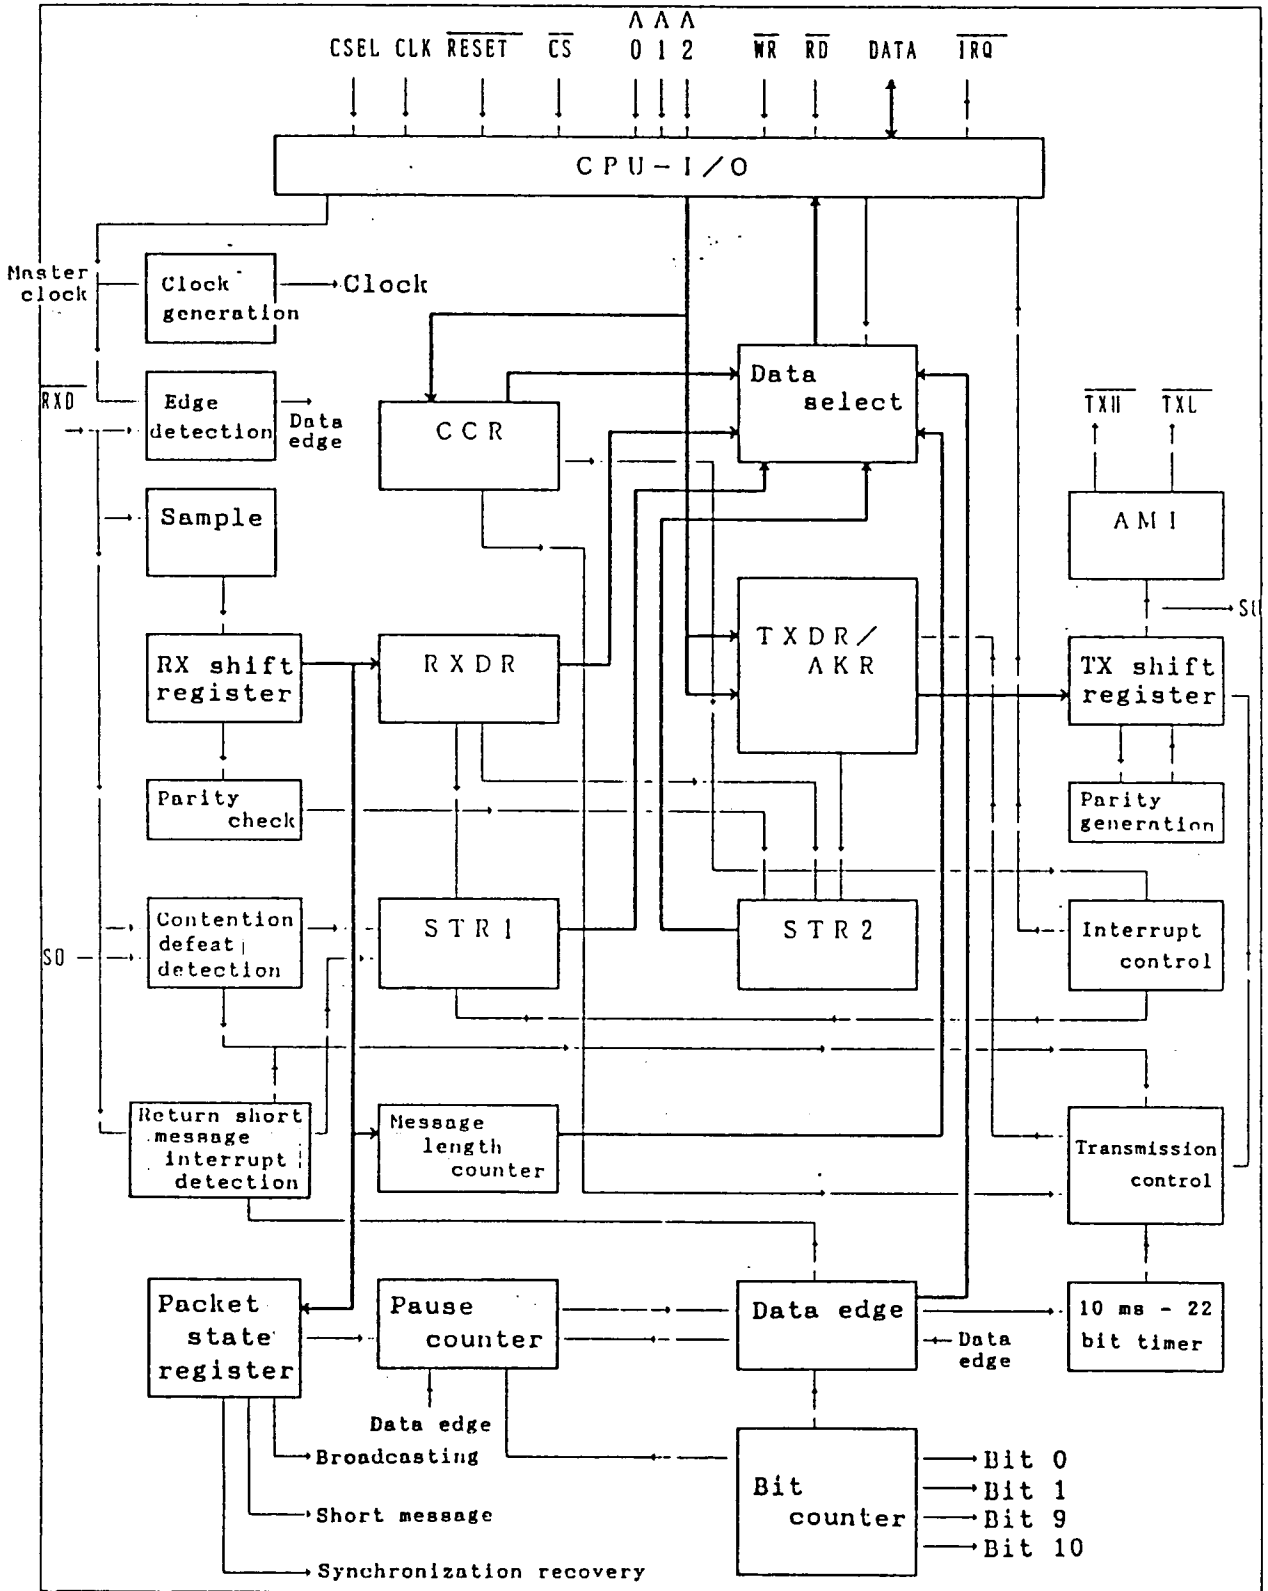 CSEL CLK RESET CS A0 A1 A2 WR RD DATA IRQ
CPU-I/O
Master
clock
Clock
generation
Clock
RXD
Edge
detection
Data
edge
CCR
Data
select
TXH TXL
AMI
Sample
SO
RX shift
register
RXDR
TXDR/
AKR
TX shift
register
Parity
check
Parity
generation
SO
Contention
defeat
detection
STR1
STR2
Interrupt
control
Return short
message
interrupt
detection
Message
length
counter
Transmission
control
Packet
state
register
Pause
counter
Data edge
Data
edge
10 ms - 22
bit timer
Data edge
Broadcasting
Short message
Synchronization recovery
Bit
counter
Bit 0
Bit 1
Bit 9
Bit 10